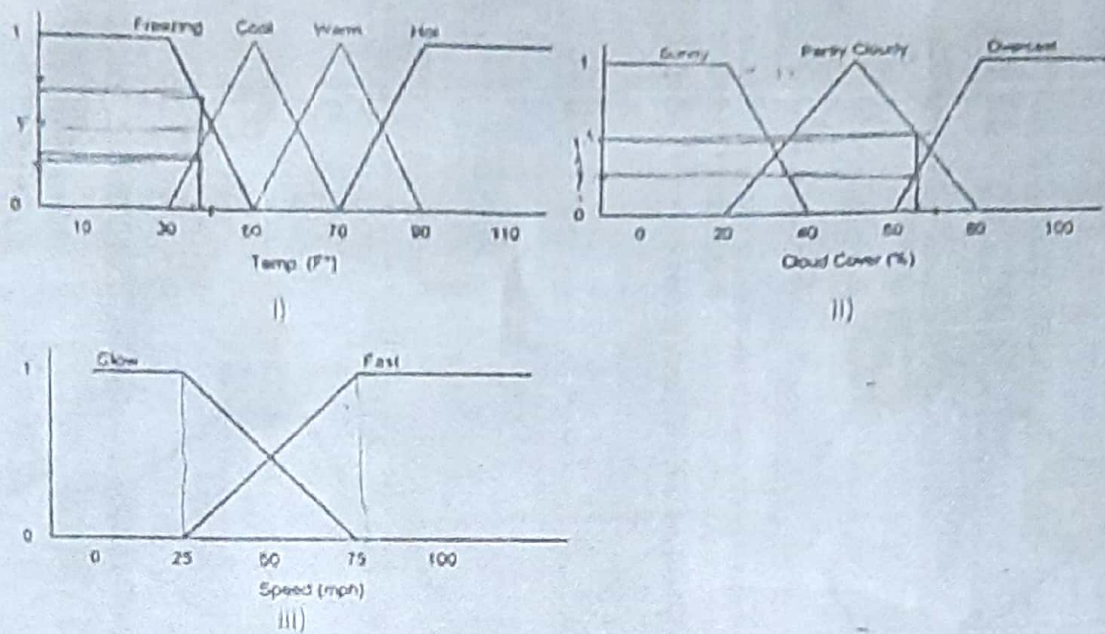 Freezing Cool Warm Hot
1
0
10 30 50 70 90 110
Temp. (F°)
I)
Sunny Partly Cloudy Overcast
1
0
0 20 40 60 80 100
Cloud Cover (%)
II)
Slow Fast
1
0
0 25 50 75 100
Speed (mph)
III)